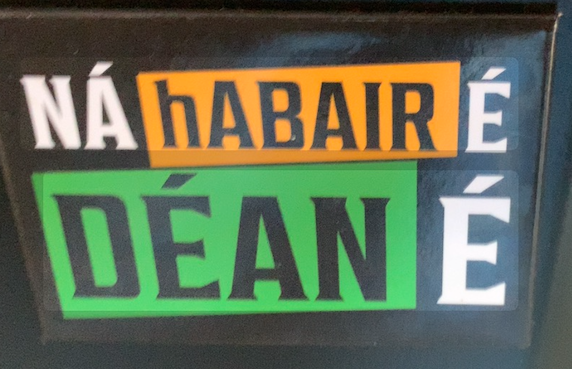 NÁ hABAIR É
DÉAN É